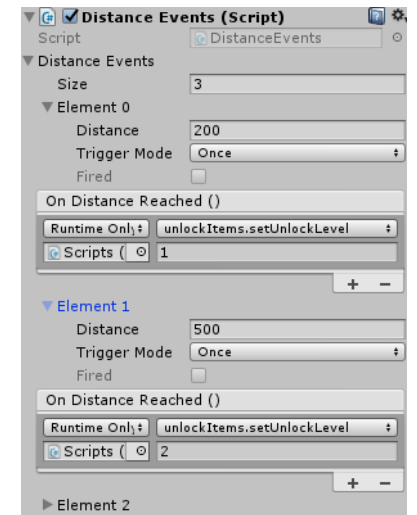 Distance Events (Script)
Script DistanceEvents
Distance Events
Size 3
Element 0
Distance 200
Trigger Mode Once
Fired
On Distance Reached ()
Runtime Only unlockItems.setUnlockLevel
Scripts ( 1
+ −
Element 1
Distance 500
Trigger Mode Once
Fired
On Distance Reached ()
Runtime Only unlockItems.setUnlockLevel
Scripts ( 2
+ −
Element 2